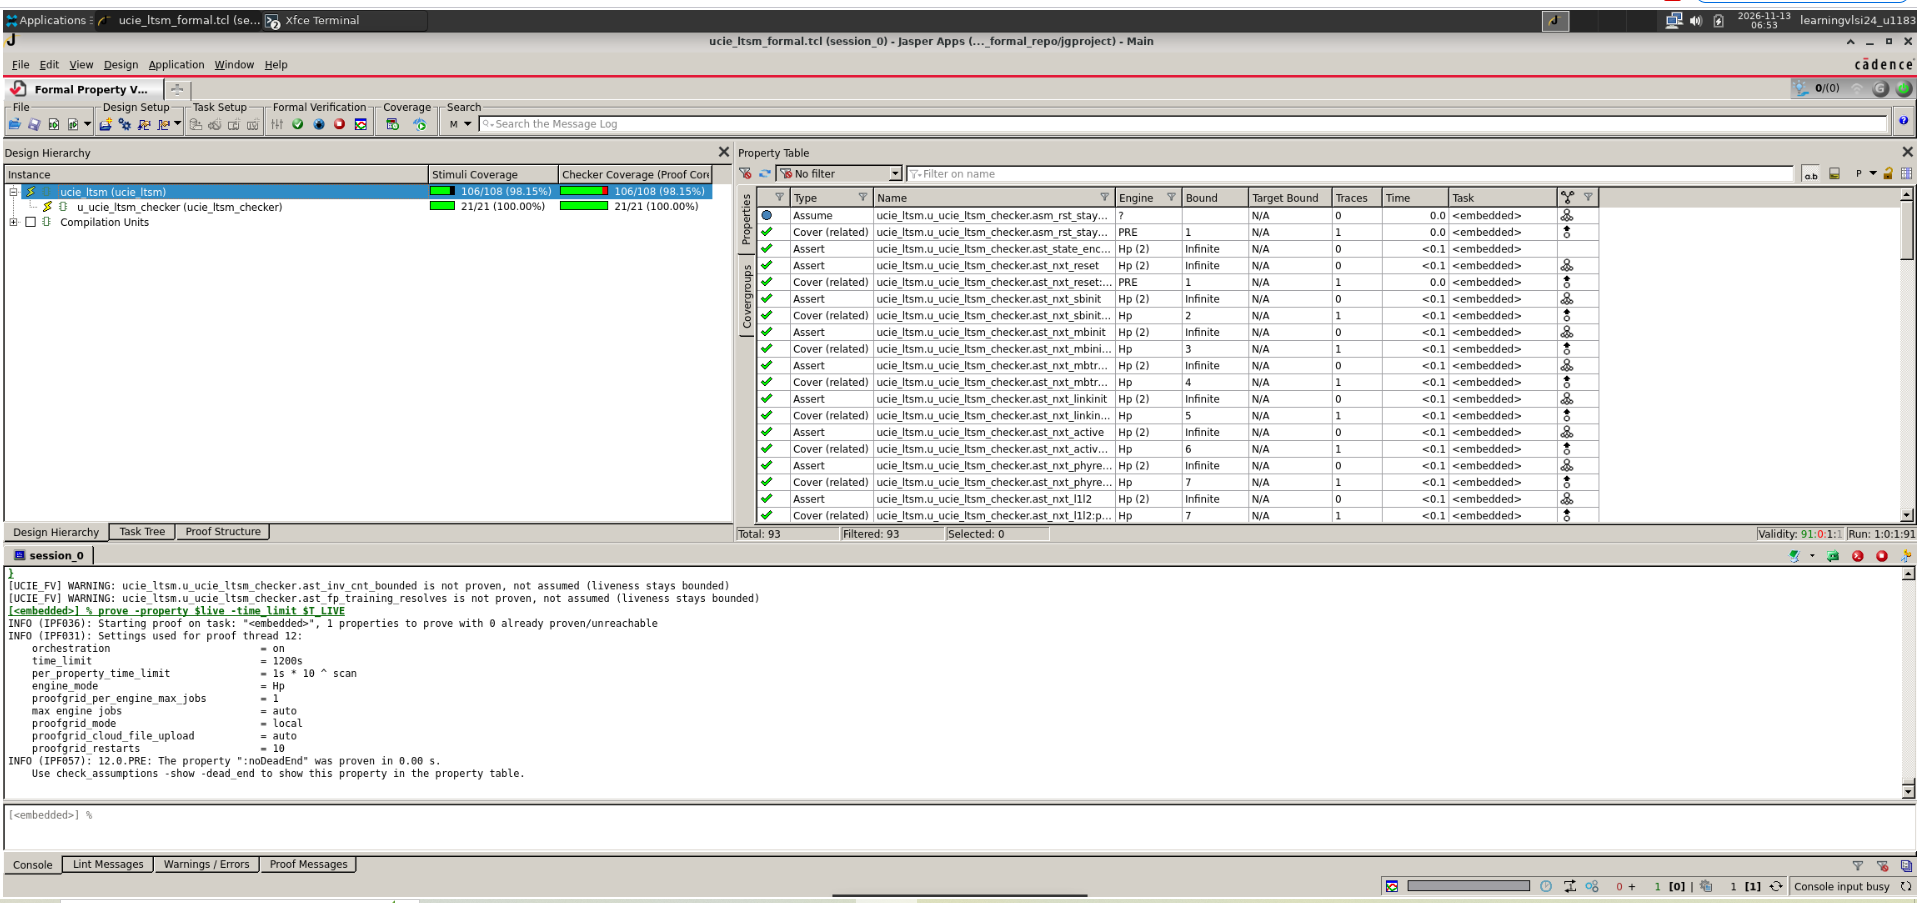 Applications
ucie_ltsm_formal.tcl (se...
Xfce Terminal
2026-11-13
06:53
learningvlsi24_u1183
ucie_ltsm_formal.tcl (session_0) - Jasper Apps (..._formal_repo/jgproject) - Main
File Edit View Design Application Window Help
cādence
Formal Property V...
0/(0)
File Design Setup Task Setup Formal Verification Coverage Search
M Search the Message Log
Design Hierarchy
Instance Stimuli Coverage Checker Coverage (Proof Cor
ucie_ltsm (ucie_ltsm) 106/108 (98.15%) 106/108 (98.15%)
u_ucie_ltsm_checker (ucie_ltsm_checker) 21/21 (100.00%) 21/21 (100.00%)
Compilation Units
Design Hierarchy Task Tree Proof Structure
Property Table
No filter Filter on name a.b P
Properties
Covergroups
Type Name Engine Bound Target Bound Traces Time Task
Assume ucie_ltsm.u_ucie_ltsm_checker.asm_rst_stay... ? N/A 0 0.0 <embedded>
Cover (related) ucie_ltsm.u_ucie_ltsm_checker.asm_rst_stay... PRE 1 N/A 1 0.0 <embedded>
Assert ucie_ltsm.u_ucie_ltsm_checker.ast_state_enc... Hp (2) Infinite N/A 0 <0.1 <embedded>
Assert ucie_ltsm.u_ucie_ltsm_checker.ast_nxt_reset Hp (2) Infinite N/A 0 <0.1 <embedded>
Cover (related) ucie_ltsm.u_ucie_ltsm_checker.ast_nxt_reset:... PRE 1 N/A 1 0.0 <embedded>
Assert ucie_ltsm.u_ucie_ltsm_checker.ast_nxt_sbinit Hp (2) Infinite N/A 0 <0.1 <embedded>
Cover (related) ucie_ltsm.u_ucie_ltsm_checker.ast_nxt_sbinit... Hp 2 N/A 1 <0.1 <embedded>
Assert ucie_ltsm.u_ucie_ltsm_checker.ast_nxt_mbinit Hp (2) Infinite N/A 0 <0.1 <embedded>
Cover (related) ucie_ltsm.u_ucie_ltsm_checker.ast_nxt_mbini... Hp 3 N/A 1 <0.1 <embedded>
Assert ucie_ltsm.u_ucie_ltsm_checker.ast_nxt_mbtr... Hp (2) Infinite N/A 0 <0.1 <embedded>
Cover (related) ucie_ltsm.u_ucie_ltsm_checker.ast_nxt_mbtr... Hp 4 N/A 1 <0.1 <embedded>
Assert ucie_ltsm.u_ucie_ltsm_checker.ast_nxt_linkinit Hp (2) Infinite N/A 0 <0.1 <embedded>
Cover (related) ucie_ltsm.u_ucie_ltsm_checker.ast_nxt_linkin... Hp 5 N/A 1 <0.1 <embedded>
Assert ucie_ltsm.u_ucie_ltsm_checker.ast_nxt_active Hp (2) Infinite N/A 0 <0.1 <embedded>
Cover (related) ucie_ltsm.u_ucie_ltsm_checker.ast_nxt_activ... Hp 6 N/A 1 <0.1 <embedded>
Assert ucie_ltsm.u_ucie_ltsm_checker.ast_nxt_phyre... Hp (2) Infinite N/A 0 <0.1 <embedded>
Cover (related) ucie_ltsm.u_ucie_ltsm_checker.ast_nxt_phyre... Hp 7 N/A 1 <0.1 <embedded>
Assert ucie_ltsm.u_ucie_ltsm_checker.ast_nxt_l1l2 Hp (2) Infinite N/A 0 <0.1 <embedded>
Cover (related) ucie_ltsm.u_ucie_ltsm_checker.ast_nxt_l1l2:p... Hp 7 N/A 1 <0.1 <embedded>
Total: 93 Filtered: 93 Selected: 0 Validity: 91:0:1:1 Run: 1:0:1:91
session_0
}
[UCIE_FV] WARNING: ucie_ltsm.u_ucie_ltsm_checker.ast_inv_cnt_bounded is not proven, not assumed (liveness stays bounded)
[UCIE_FV] WARNING: ucie_ltsm.u_ucie_ltsm_checker.ast_fp_training_resolves is not proven, not assumed (liveness stays bounded)
[<embedded>] % prove -property $live -time_limit $T_LIVE
INFO (IPF036): Starting proof on task: "<embedded>", 1 properties to prove with 0 already proven/unreachable
INFO (IPF031): Settings used for proof thread 12:
orchestration = on
time_limit = 1200s
per_property_time_limit = 1s * 10 ^ scan
engine_mode = Hp
proofgrid_per_engine_max_jobs = 1
max engine jobs = auto
proofgrid_mode = local
proofgrid_cloud_file_upload = auto
proofgrid_restarts = 10
INFO (IPF057): 12.0.PRE: The property ":noDeadEnd" was proven in 0.00 s.
Use check_assumptions -show -dead_end to show this property in the property table.
[<embedded>] %
Console Lint Messages Warnings / Errors Proof Messages
0 + 1 [0] | 1 [1] Console input busy